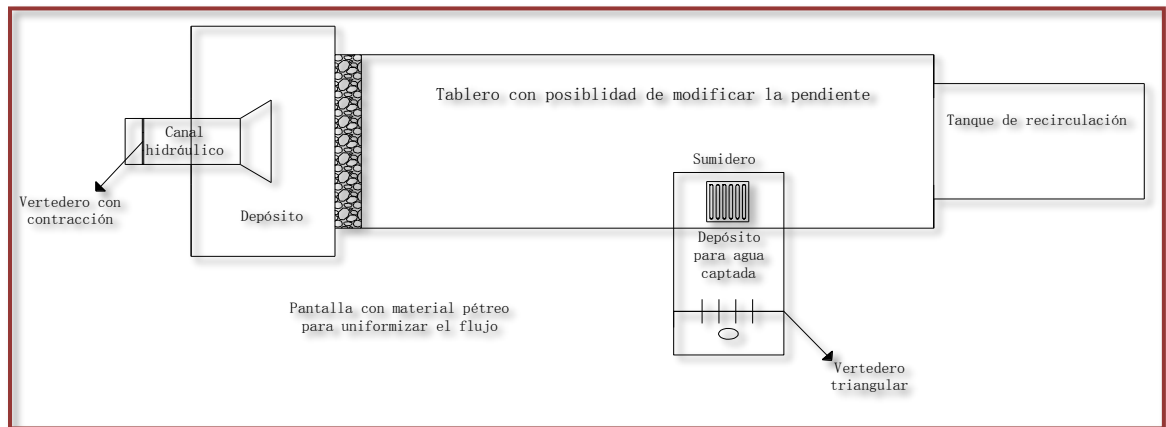 Tablero con posiblidad de modificar la pendiente
Tanque de recirculación
Canal
hidráulico
Sumidero
Vertedero con
contracción
Depósito
Depósito
para agua
captada
Pantalla con material pétreo
para uniformizar el flujo
Vertedero
triangular